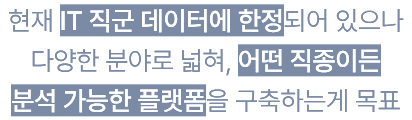 현재 IT 직군 데이터에 한정되어 있으나
다양한 분야로 넓혀, 어떤 직종이든
분석 가능한 플랫폼을 구축하는게 목표